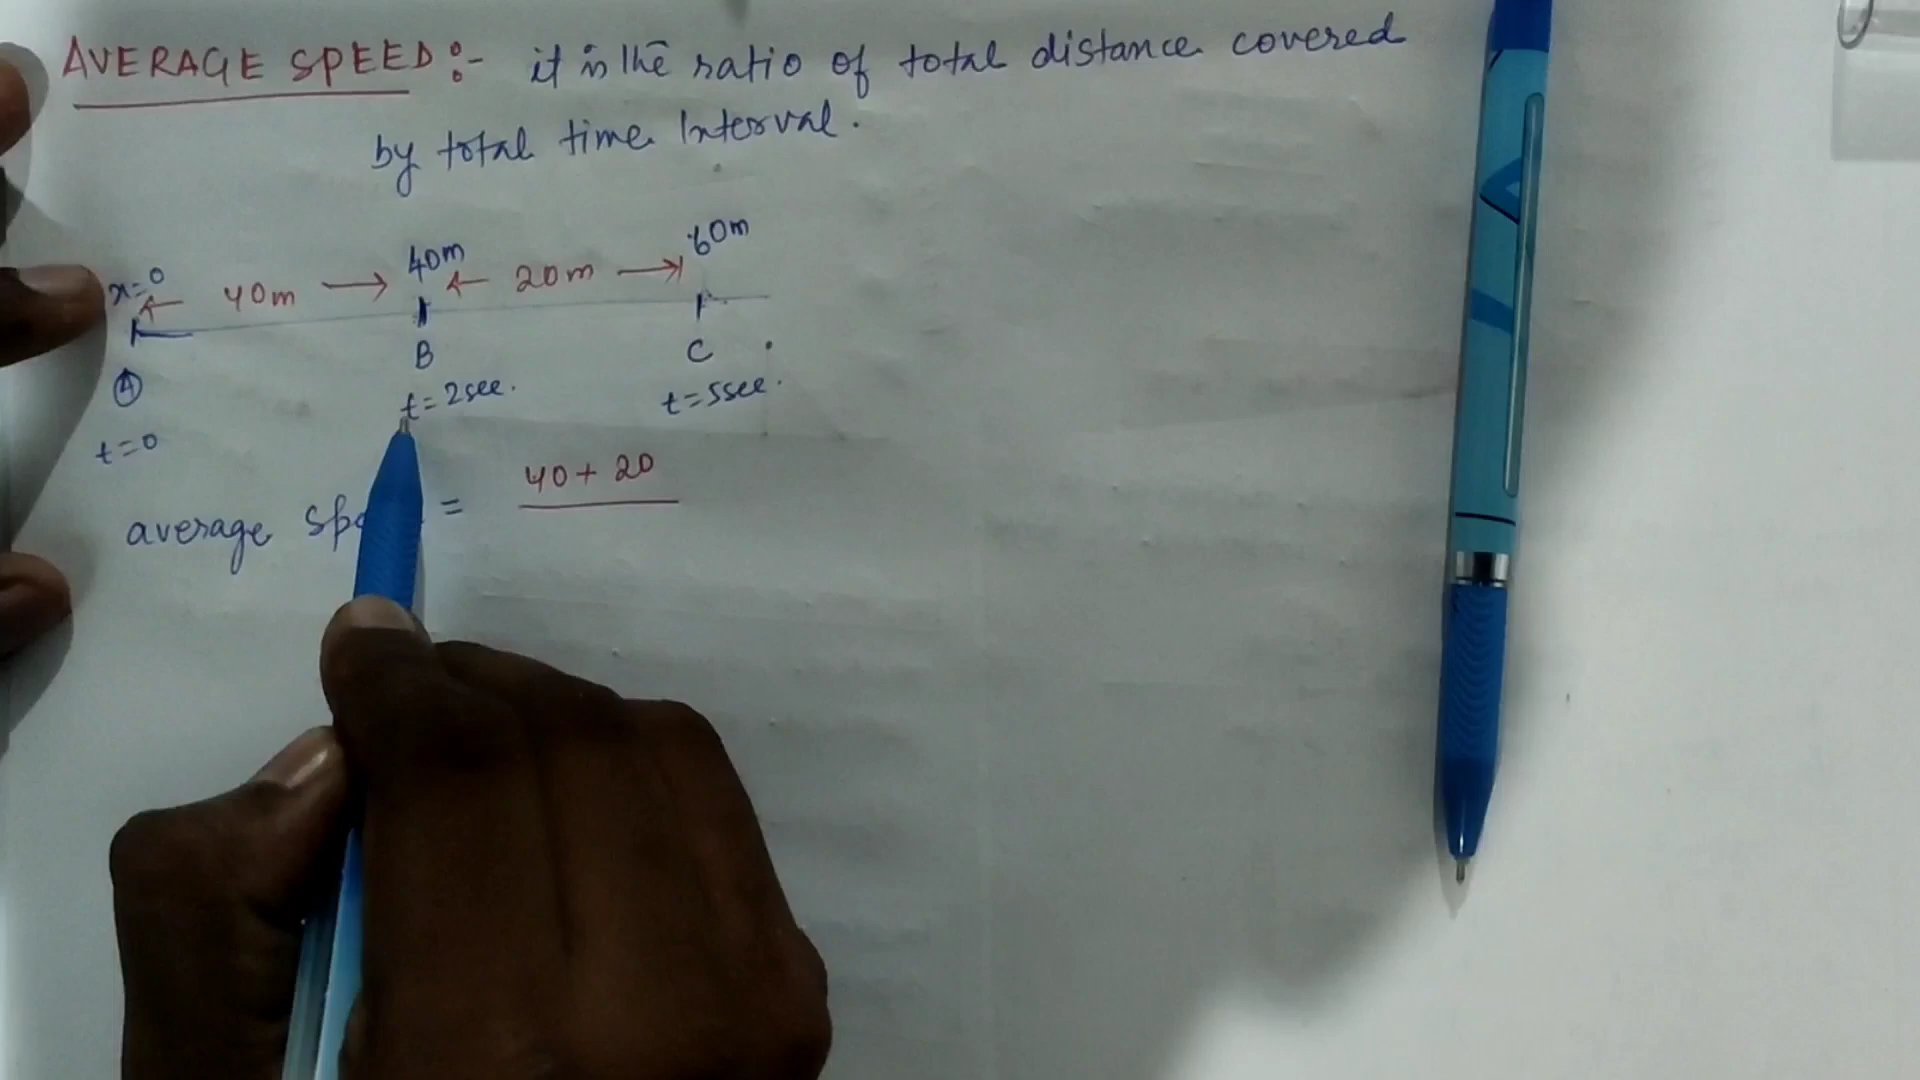 AVERAGE SPEED :- it is the ratio of total distance covered
by total time Interval.
x=0 40m 40m 20m 60m
A B C
t=0 t=2sec. t=5sec.
40+20
average =